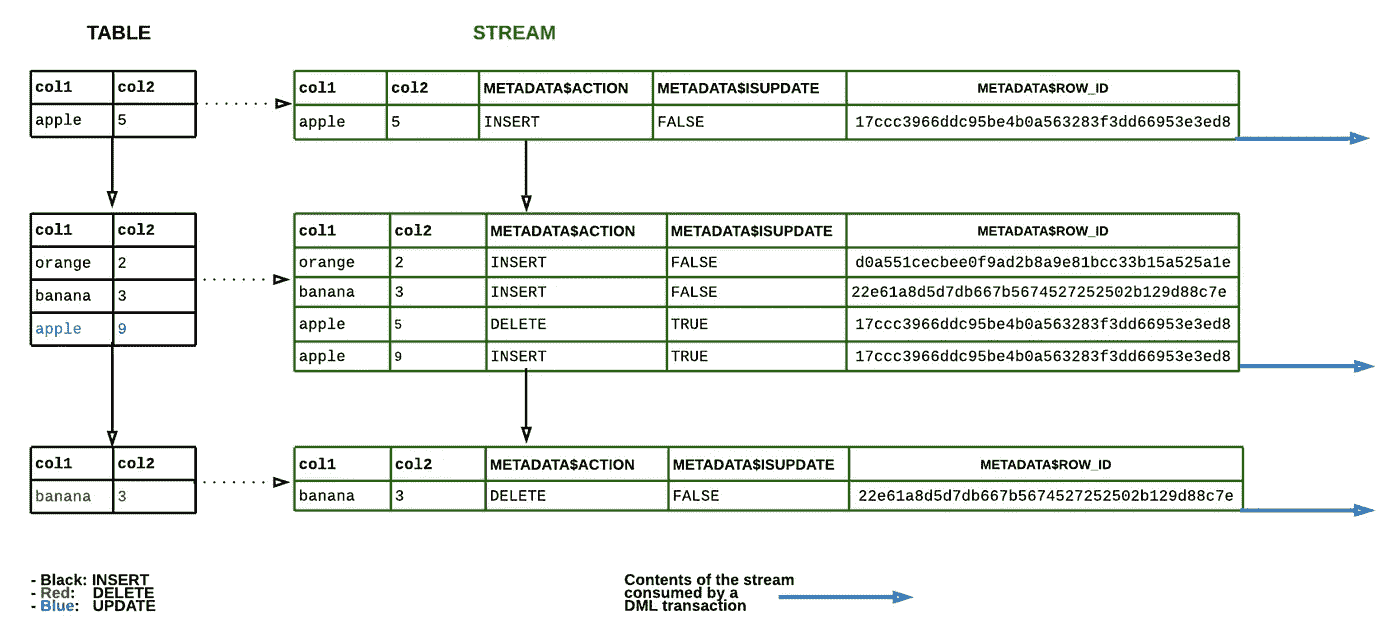 TABLE STREAM
col1 col2 col1 col2 METADATA$ACTION METADATA$ISUPDATE METADATA$ROW_ID
apple 5 apple 5 INSERT FALSE 17ccc3966ddc95be4b0a563283f3dd66953e3ed8
col1 col2 col1 col2 METADATA$ACTION METADATA$ISUPDATE METADATA$ROW_ID
orange 2 orange 2 INSERT FALSE d0a551cecbee0f9ad2b8a9e81bcc33b15a525a1e
banana 3 banana 3 INSERT FALSE 22e61a8d5d7db667b5674527252502b129d88c7e
apple 9 apple 5 DELETE TRUE 17ccc3966ddc95be4b0a563283f3dd66953e3ed8
apple 9 INSERT TRUE 17ccc3966ddc95be4b0a563283f3dd66953e3ed8
col1 col2 col1 col2 METADATA$ACTION METADATA$ISUPDATE METADATA$ROW_ID
banana 3 banana 3 DELETE FALSE 22e61a8d5d7db667b5674527252502b129d88c7e
- Black: INSERT
- Red: DELETE
- Blue: UPDATE
Contents of the stream
consumed by a
DML transaction